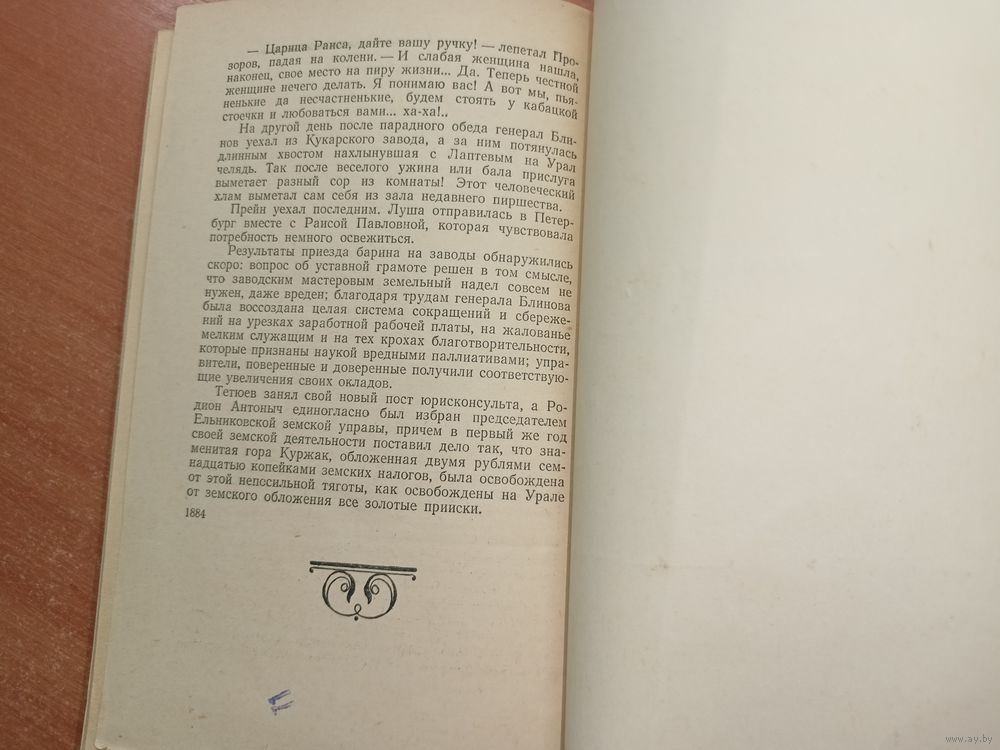 — Царица Раиса, дайте вашу ручку! — лепетал Про-
зоров, падая на колени. — И слабая женщина нашла,
наконец, свое место на пиру жизни... Да. Теперь честной
женщине нечего делать. Я понимаю вас! А вот мы, пья-
ненькие да несчастненькие, будем стоять у кабацкой
стоечки и любоваться вами... ха-ха!..
На другой день после парадного обеда генерал Бли-
нов уехал из Кукарского завода, а за ним потянулась
длинным хвостом нахлынувшая с Лаптевым на Урал
челядь. Так после веселого ужина или бала прислуга
выметает разный сор из комнаты! Этот человеческий
хлам выметал сам себя из зала недавнего пиршества.
Прейн уехал последним. Луша отправилась в Петер-
бург вместе с Раисой Павловной, которая чувствовала
потребность немного освежиться.
Результаты приезда барина на заводы обнаружились
скоро: вопрос об уставной грамоте решен в том смысле,
что заводским мастеровым земельный надел совсем не
нужен, даже вреден; благодаря трудам генерала Блинова
была воссоздана целая система сокращений и сбереже-
ний на урезках заработной рабочей платы, на жалованье
мелким служащим и на тех крохах благотворительности,
которые признаны наукой вредными паллиативами; упра-
вители, поверенные и доверенные получили соответствую-
щие увеличения своих окладов.
Тетюев занял свой новый пост юрисконсульта, а Ро-
дион Антоныч единогласно был избран председателем
Ельниковской земской управы, причем в первый же год
своей земской деятельности поставил дело так, что зна-
менитая гора Куржак, обложенная двумя рублями сем-
надцатью копейками земских налогов, была освобождена
от этой непосильной тяготы, как освобождены на Урале
от земского обложения все золотые прииски.
1884
www.ay.by